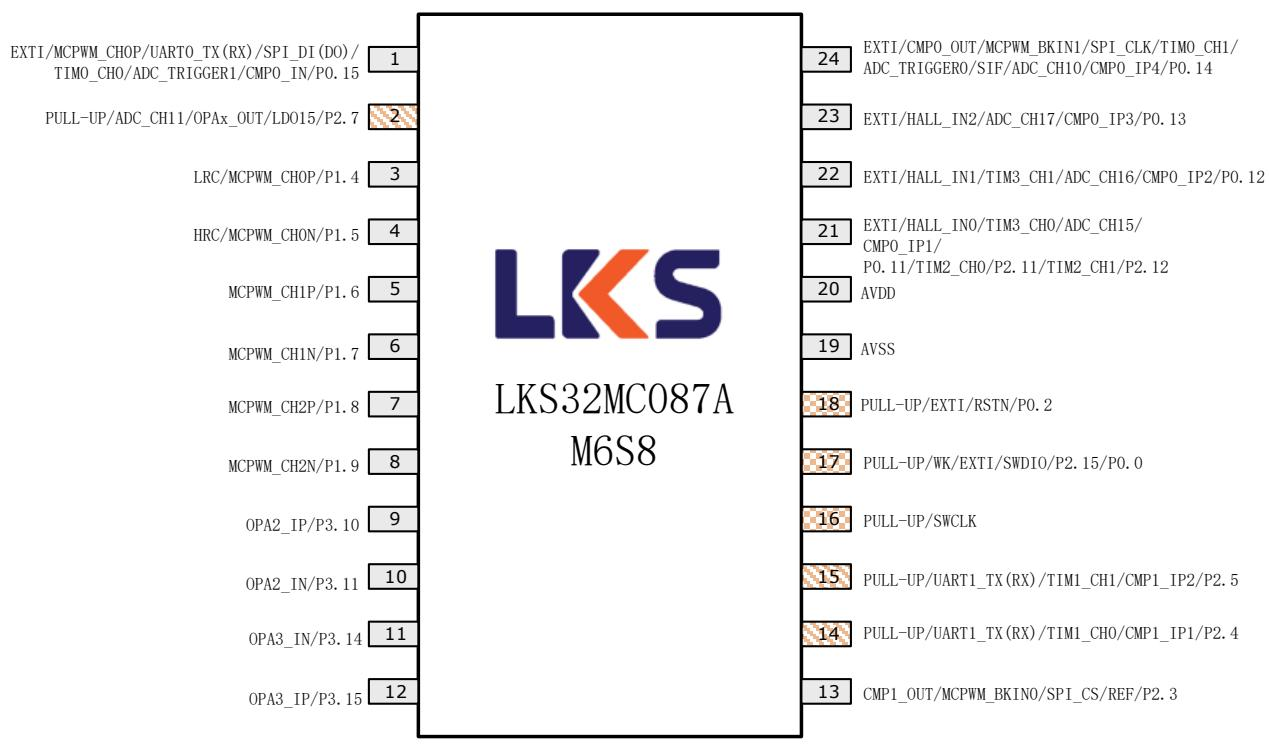 EXTI/MCPWM_CH0P/UART0_TX(RX)/SPI_DI(DO)/
TIM0_CH0/ADC_TRIGGER1/CMP0_IN/P0.15
1
PULL-UP/ADC_CH11/OPAx_OUT/LDO15/P2.7
2
LRC/MCPWM_CH0P/P1.4
3
HRC/MCPWM_CH0N/P1.5
4
MCPWM_CH1P/P1.6
5
MCPWM_CH1N/P1.7
6
MCPWM_CH2P/P1.8
7
MCPWM_CH2N/P1.9
8
OPA2_IP/P3.10
9
OPA2_IN/P3.11
10
OPA3_IN/P3.14
11
OPA3_IP/P3.15
12
LKS
LKS32MC087A
M6S8
24
EXTI/CMP0_OUT/MCPWM_BKIN1/SPI_CLK/TIM0_CH1/
ADC_TRIGGER0/SIF/ADC_CH10/CMP0_IP4/P0.14
23
EXTI/HALL_IN2/ADC_CH17/CMP0_IP3/P0.13
22
EXTI/HALL_IN1/TIM3_CH1/ADC_CH16/CMP0_IP2/P0.12
21
EXTI/HALL_IN0/TIM3_CH0/ADC_CH15/
CMP0_IP1/
P0.11/TIM2_CH0/P2.11/TIM2_CH1/P2.12
20
AVDD
19
AVSS
18
PULL-UP/EXTI/RSTN/P0.2
17
PULL-UP/WK/EXTI/SWDIO/P2.15/P0.0
16
PULL-UP/SWCLK
15
PULL-UP/UART1_TX(RX)/TIM1_CH1/CMP1_IP2/P2.5
14
PULL-UP/UART1_TX(RX)/TIM1_CH0/CMP1_IP1/P2.4
13
CMP1_OUT/MCPWM_BKIN0/SPI_CS/REF/P2.3